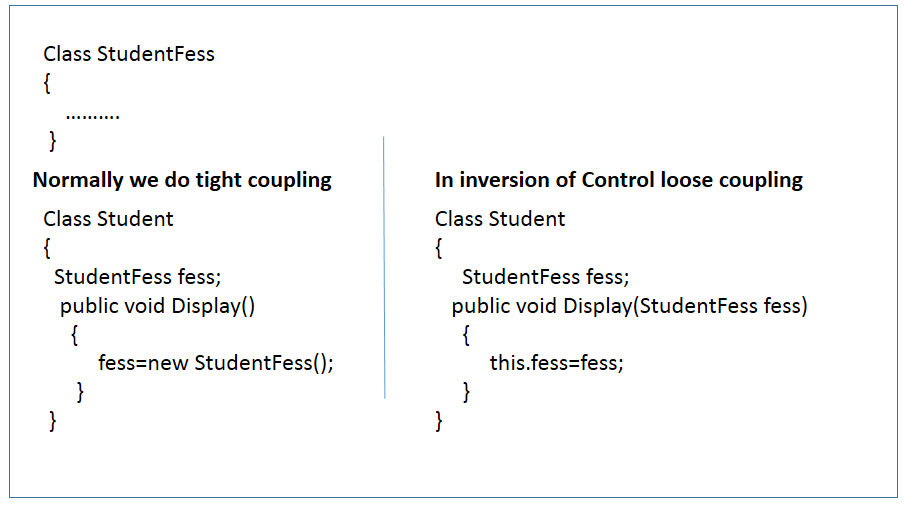 Class StudentFess
{
..........
}
Normally we do tight coupling
Class Student
{
StudentFess fess;
public void Display()
{
fess=new StudentFess();
}
}
In inversion of Control loose coupling
Class Student
{
StudentFess fess;
public void Display(StudentFess fess)
{
this.fess=fess;
}
}